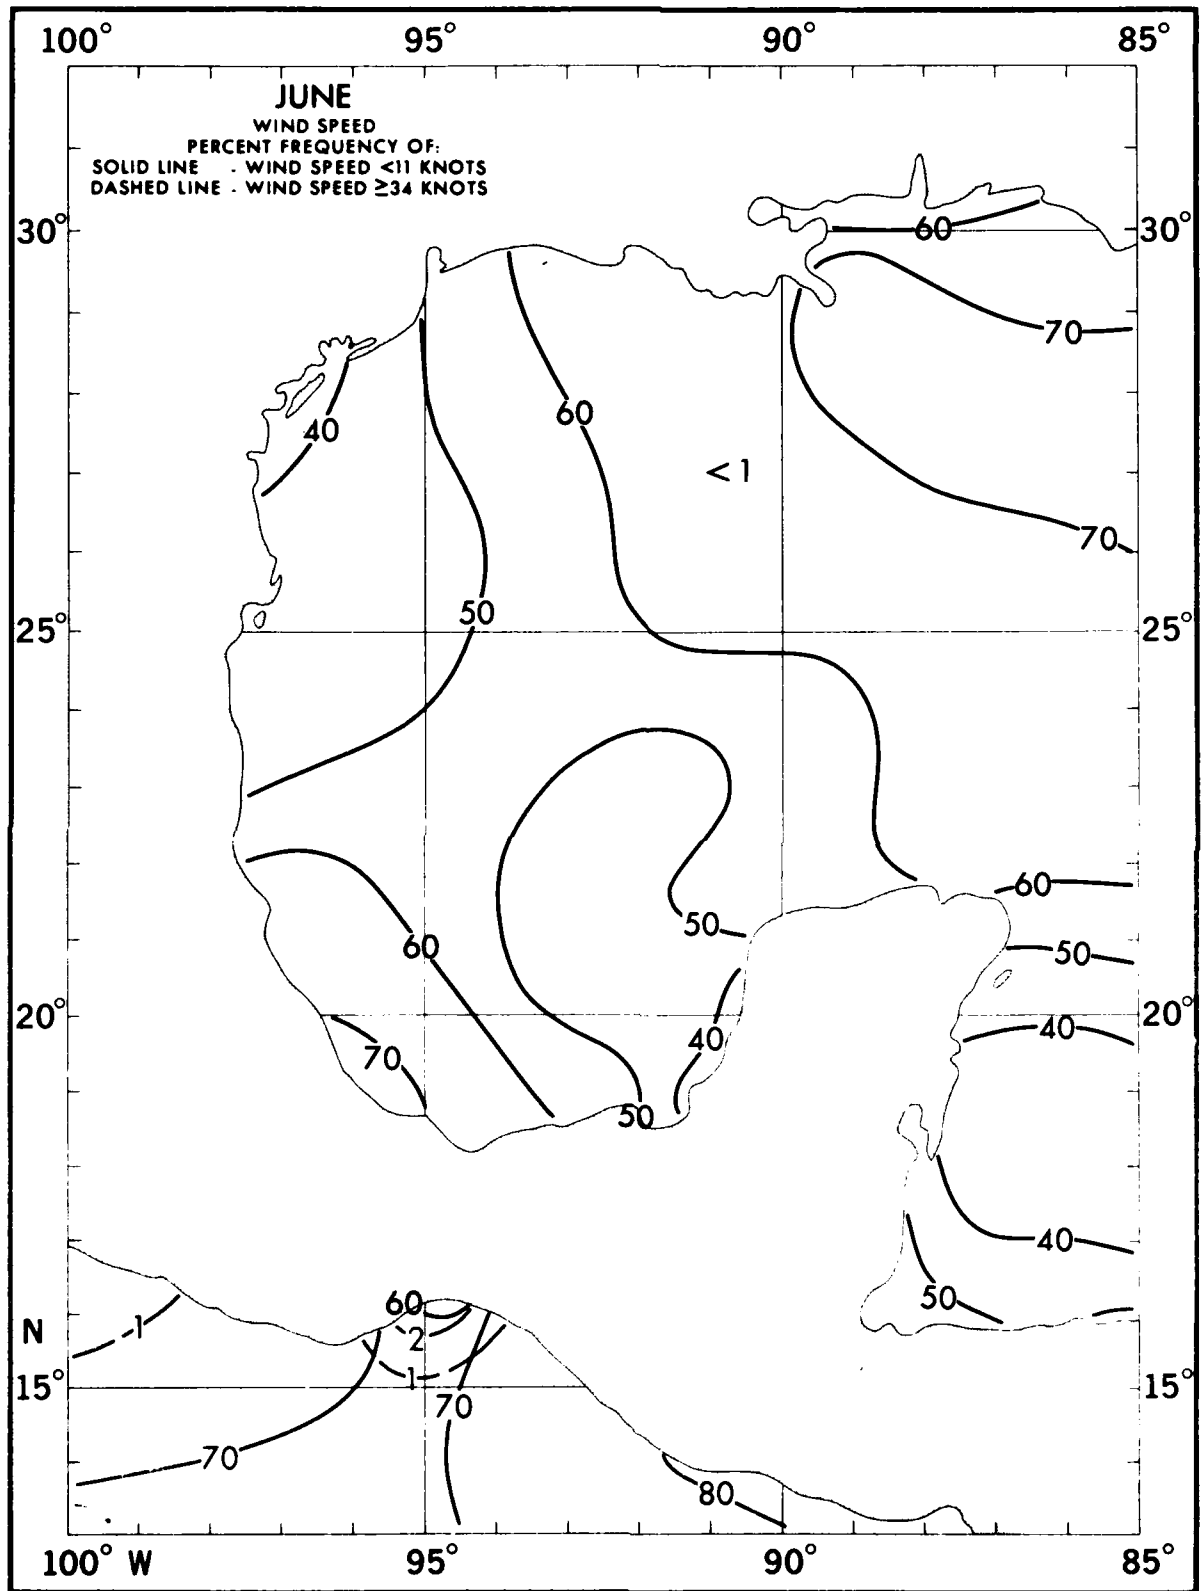 100° 95° 90° 85°
JUNE
WIND SPEED
PERCENT FREQUENCY OF:
SOLID LINE - WIND SPEED <11 KNOTS
DASHED LINE - WIND SPEED ≥34 KNOTS
30° 60 30°
70
60
40
<1
70
50
25° 25°
60
50
60 50
20° 40 20°
40
70
50
40
50
60
N 1 2
15° 1 15°
70
70
80
100° W 95° 90° 85°